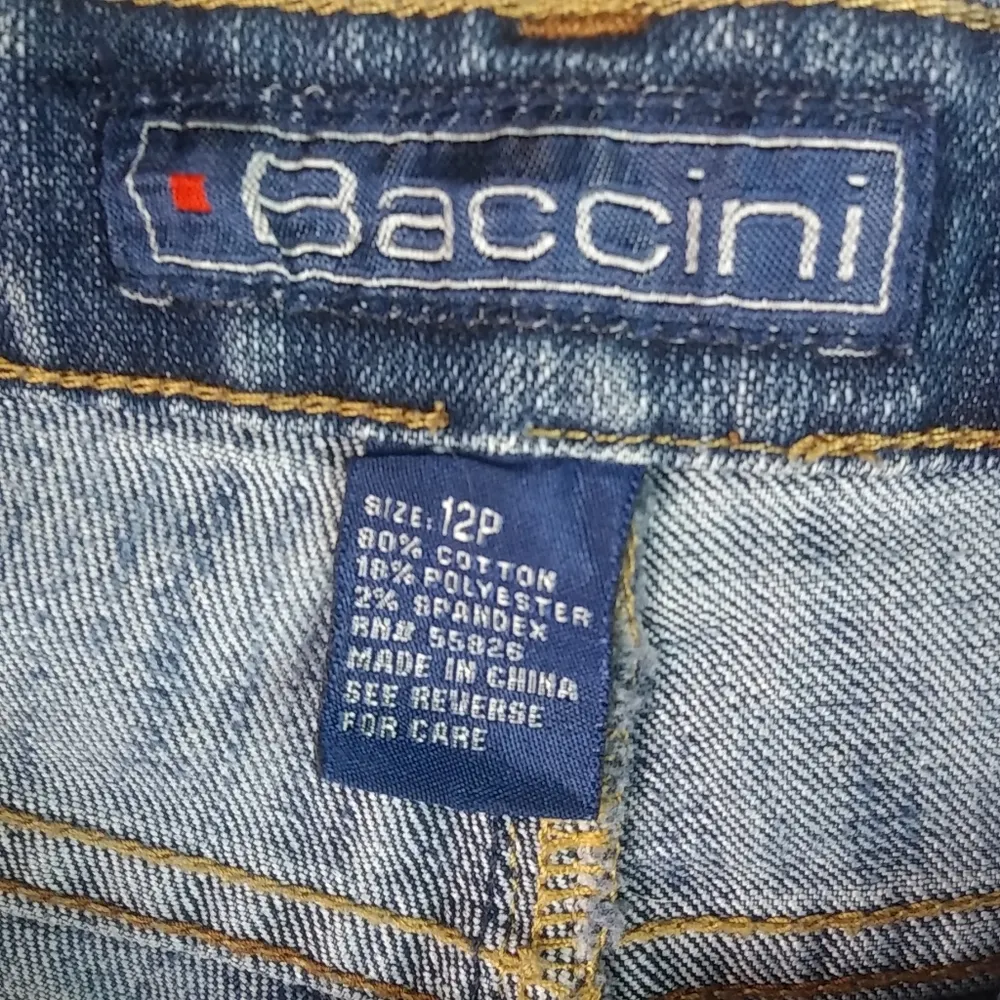 Baccini
SIZE: 12P
80% COTTON
18% POLYESTER
2% SPANDEX
RN# 55826
MADE IN CHINA
SEE REVERSE
FOR CARE